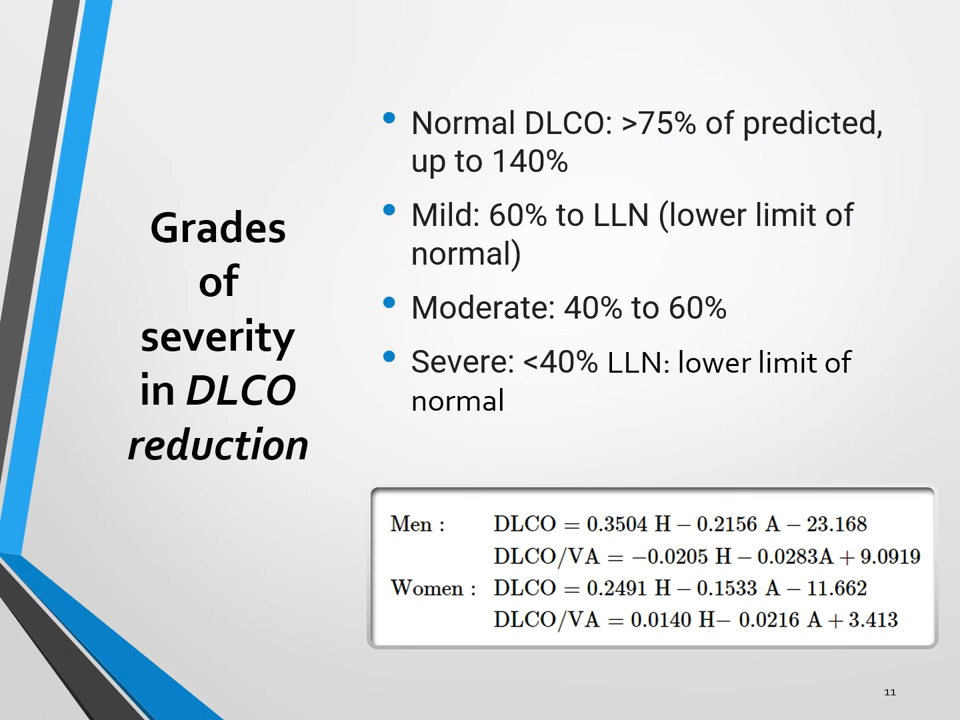 Grades
of
severity
in DLCO
reduction
• Normal DLCO: >75% of predicted,
up to 140%
• Mild: 60% to LLN (lower limit of
normal)
• Moderate: 40% to 60%
• Severe: <40% LLN: lower limit of
normal
Men : DLCO = 0.3504 H − 0.2156 A − 23.168
DLCO/VA = −0.0205 H − 0.0283A + 9.0919
Women : DLCO = 0.2491 H − 0.1533 A − 11.662
DLCO/VA = 0.0140 H− 0.0216 A + 3.413
11